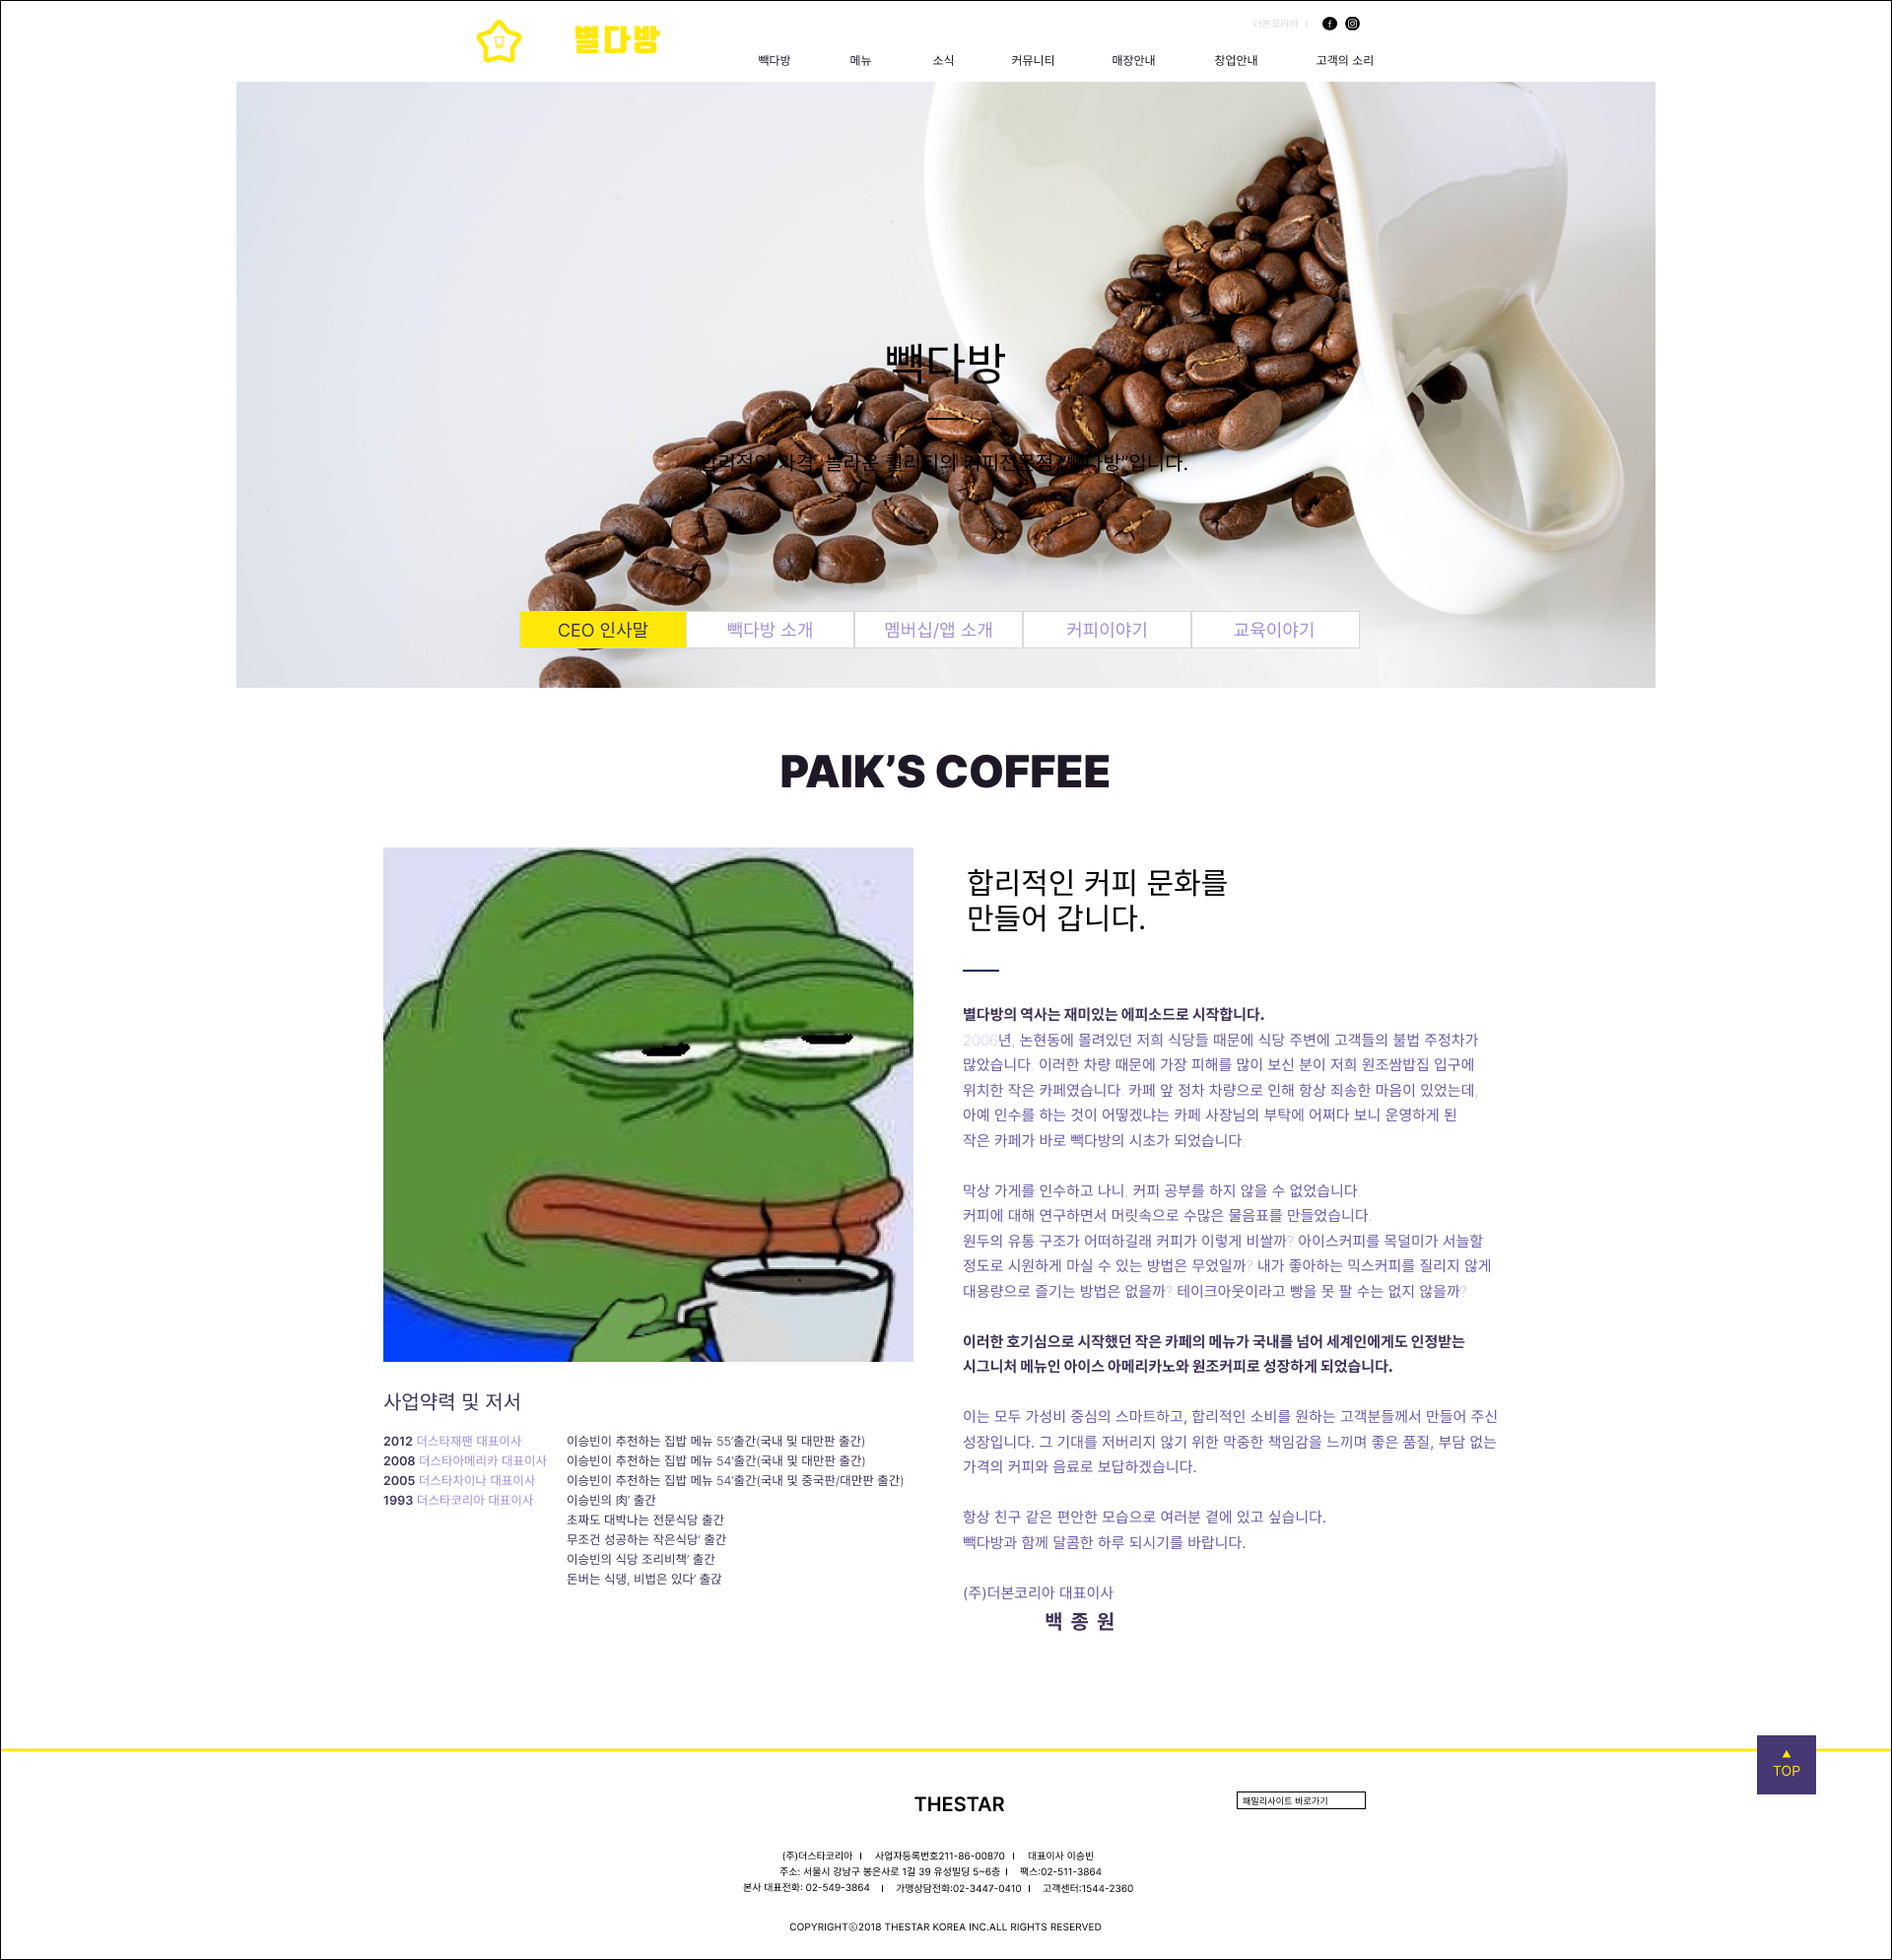 별다방
더본코리아 I
빽다방 메뉴 소식 커뮤니티 매장안내 창업안내 고객의 소리
빽다방
합리적인 가격, 놀라운 퀄리티의 커피전문점 "빽다방"입니다.
CEO 인사말 빽다방 소개 멤버십/앱 소개 커피이야기 교육이야기
PAIK’S COFFEE
합리적인 커피 문화를
만들어 갑니다.
별다방의 역사는 재미있는 에피소드로 시작합니다.
2006년, 논현동에 몰려있던 저희 식당들 때문에 식당 주변에 고객들의 불법 주정차가
많았습니다. 이러한 차량 때문에 가장 피해를 많이 보신 분이 저희 원조쌈밥집 입구에
위치한 작은 카페였습니다. 카페 앞 정차 차량으로 인해 항상 죄송한 마음이 있었는데,
아예 인수를 하는 것이 어떻겠냐는 카페 사장님의 부탁에 어쩌다 보니 운영하게 된
작은 카페가 바로 빽다방의 시초가 되었습니다.
막상 가게를 인수하고 나니, 커피 공부를 하지 않을 수 없었습니다.
커피에 대해 연구하면서 머릿속으로 수많은 물음표를 만들었습니다.
원두의 유통 구조가 어떠하길래 커피가 이렇게 비쌀까? 아이스커피를 목덜미가 서늘할
정도로 시원하게 마실 수 있는 방법은 무었일까? 내가 좋아하는 믹스커피를 질리지 않게
대용량으로 즐기는 방법은 없을까? 테이크아웃이라고 빵을 못 팔 수는 없지 않을까?
이러한 호기심으로 시작했던 작은 카페의 메뉴가 국내를 넘어 세계인에게도 인정받는
시그니처 메뉴인 아이스 아메리카노와 원조커피로 성장하게 되었습니다.
이는 모두 가성비 중심의 스마트하고, 합리적인 소비를 원하는 고객분들께서 만들어 주신
성장입니다. 그 기대를 저버리지 않기 위한 막중한 책임감을 느끼며 좋은 품질, 부담 없는
가격의 커피와 음료로 보답하겠습니다.
항상 친구 같은 편안한 모습으로 여러분 곁에 있고 싶습니다.
빽다방과 함께 달콤한 하루 되시기를 바랍니다.
(주)더본코리아 대표이사
백 종 원
사업약력 및 저서
2012 더스타재팬 대표이사
2008 더스타아메리카 대표이사
2005 더스타차이나 대표이사
1993 더스타코리아 대표이사
이승빈이 추천하는 집밥 메뉴 55’출간(국내 및 대만판 출간)
이승빈이 추천하는 집밥 메뉴 54’출간(국내 및 대만판 출간)
이승빈이 추천하는 집밥 메뉴 54’출간(국내 및 중국판/대만판 출간)
이승빈의 肉’ 출간
초짜도 대박나는 전문식당 출간
무조건 성공하는 작은식당’ 출간
이승빈의 식당 조리비책’ 출간
돈버는 식댕, 비법은 있다’ 출값
TOP
THESTAR
패밀리사이트 바로가기
(주)더스타코리아 I 사업자등록번호211-86-00870 I 대표이사 이승빈
주소: 서울시 강남구 봉은사로 1길 39 유성빌딩 5~6층 I 팩스:02-511-3864
본사 대표전화: 02-549-3864 I 가맹상담전화:02-3447-0410 I 고객센터:1544-2360
COPYRIGHTⓒ2018 THESTAR KOREA INC.ALL RIGHTS RESERVED